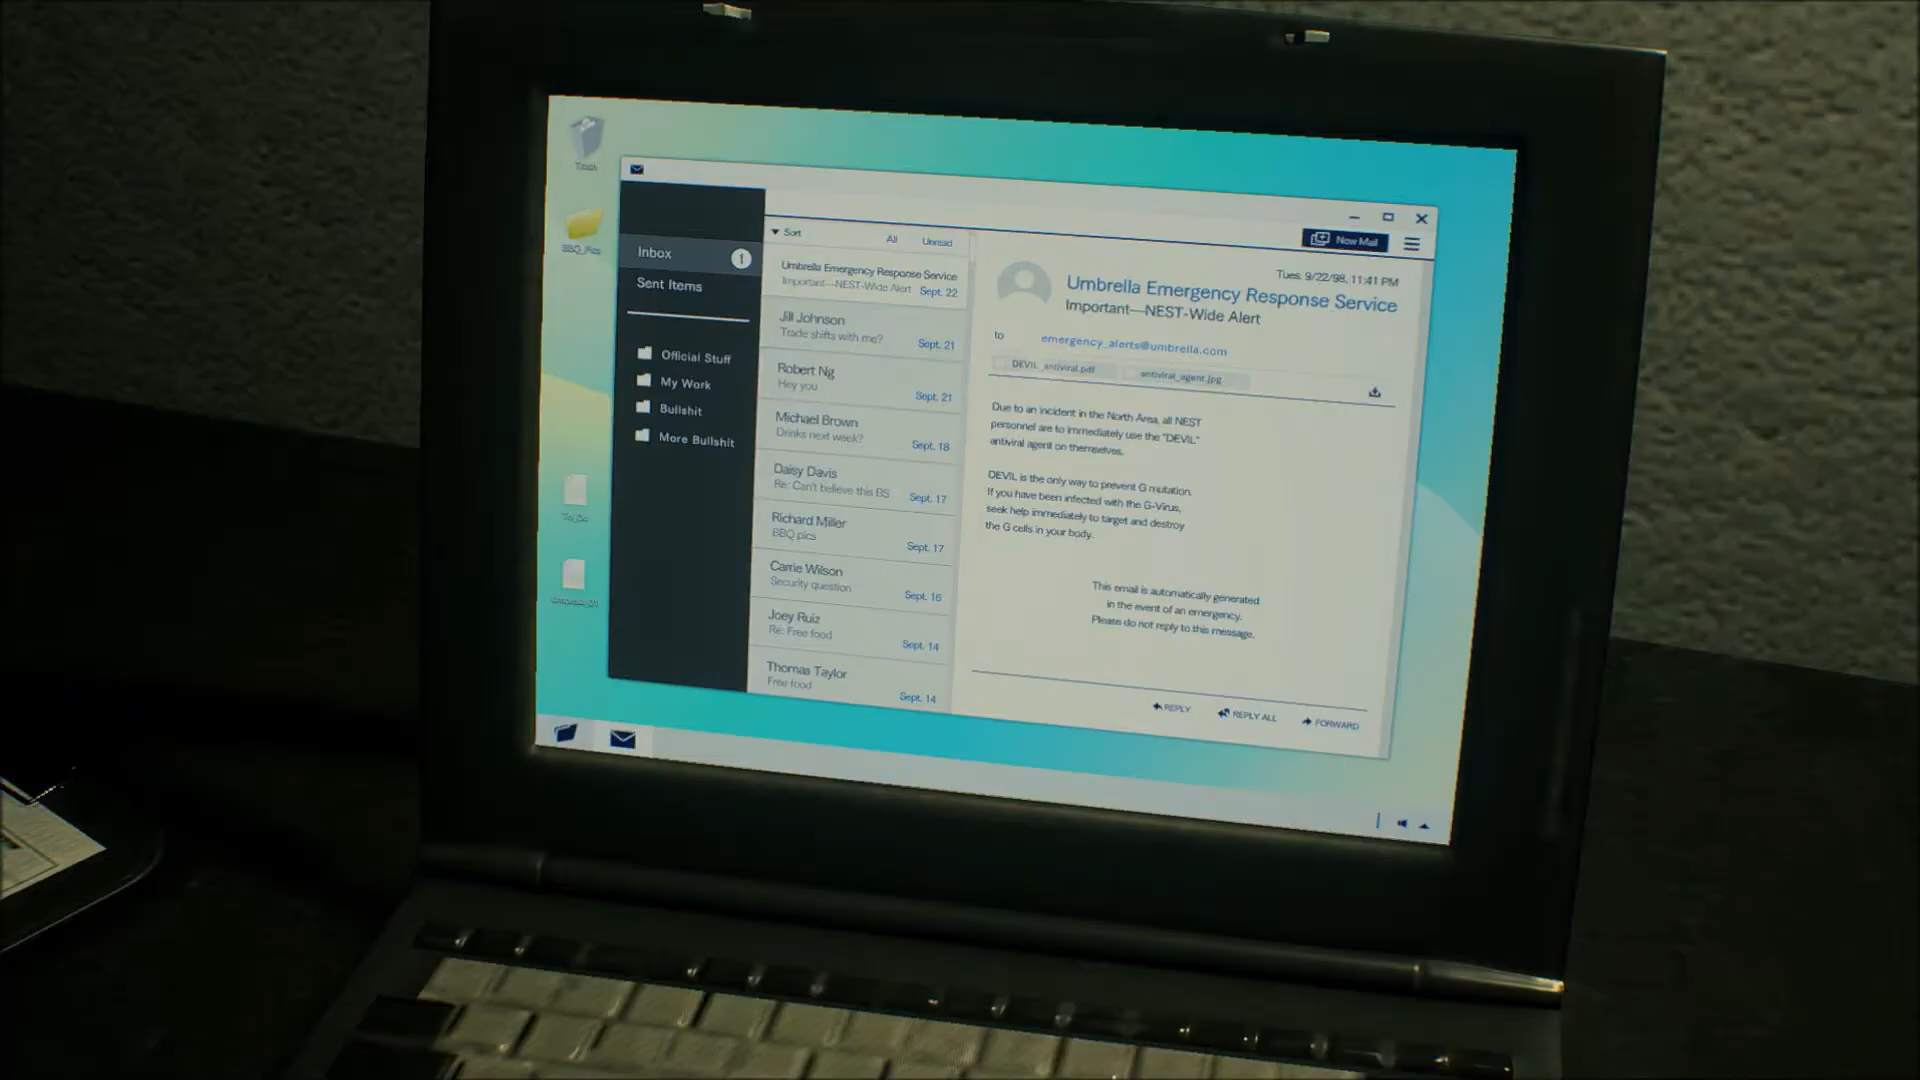 Trash
BBQ_Pics
Inbox
1
Sent Items
Official Stuff
My Work
Bullshit
More Bullshit
Sort
All
Unread
Umbrella Emergency Response Service
Important—NEST-Wide Alert
Sept. 22
Jill Johnson
Trade shifts with me?
Sept. 21
Robert Ng
Hey you
Sept. 21
Michael Brown
Drinks next week?
Sept. 18
Daisy Davis
Re: Can't believe this BS
Sept. 17
Richard Miller
BBQ pics
Sept. 17
Carrie Wilson
Security question
Sept. 16
Joey Ruiz
Re: Free food
Sept. 14
Thomas Taylor
Free food
Sept. 14
New Mail
Tues. 9/22/98, 11:41 PM
Umbrella Emergency Response Service
Important—NEST-Wide Alert
to
emergency_alerts@umbrella.com
DEVIL_antiviral.pdf
antiviral_agent.jpg
Due to an incident in the North Area, all NEST
personnel are to immediately use the "DEVIL"
antiviral agent on themselves.
DEVIL is the only way to prevent G mutation.
If you have been infected with the G-Virus,
seek help immediately to target and destroy
the G cells in your body.
This email is automatically generated
in the event of an emergency.
Please do not reply to this message.
REPLY
REPLY ALL
FORWARD